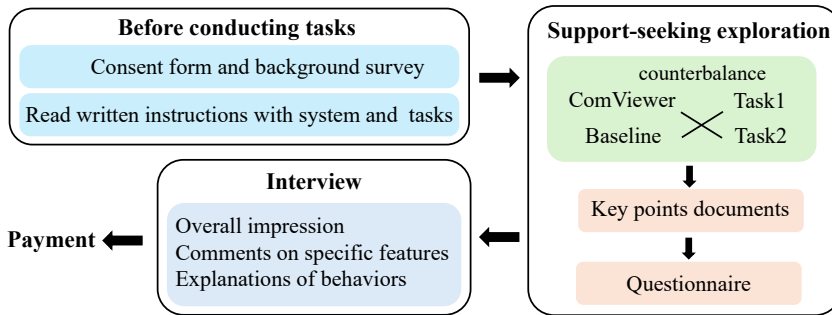 Before conducting tasks
Consent form and background survey
Read written instructions with system and tasks
Support-seeking exploration
counterbalance
ComViewer Task1
Baseline Task2
Key points documents
Questionnaire
Interview
Overall impression
Comments on specific features
Explanations of behaviors
Payment